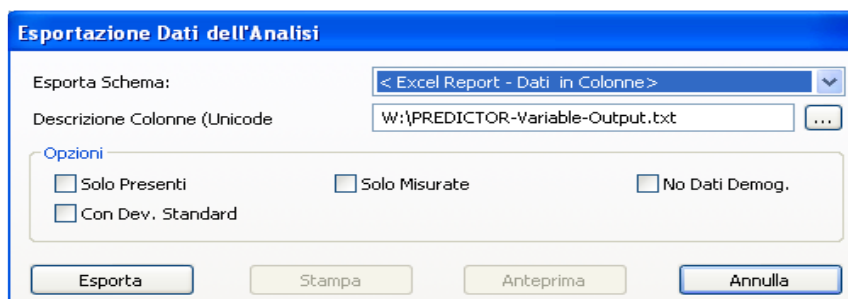 Esportazione Dati dell'Analisi
Esporta Schema: < Excel Report - Dati in Colonne>
Descrizione Colonne (Unicode W:\PREDICTOR-Variable-Output.txt ...
Opzioni
Solo Presenti Solo Misurate No Dati Demog.
Con Dev. Standard
Esporta Stampa Anteprima Annulla